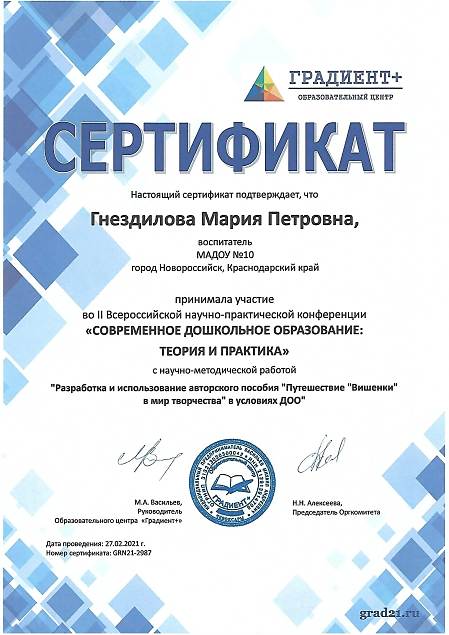 ГРАДИЕНТ+
ОБРАЗОВАТЕЛЬНЫЙ ЦЕНТР
СЕРТИФИКАТ
Настоящий сертификат подтверждает, что
Гнездилова Мария Петровна,
воспитатель
МАДОУ №10
город Новороссийск, Краснодарский край
принимала участие
во II Всероссийской научно-практической конференции
«СОВРЕМЕННОЕ ДОШКОЛЬНОЕ ОБРАЗОВАНИЕ:
ТЕОРИЯ И ПРАКТИКА»
с научно-методической работой
"Разработка и использование авторского пособия "Путешествие "Вишенки"
в мир творчества" в условиях ДОО"
ГРАДИЕНТ+
М.А. Васильев,
Руководитель
Образовательного центра «Градиент+»
Н.Н. Алексеева,
Председатель Оргкомитета
Дата проведения: 27.02.2021 г.
Номер сертификата: GRN21-2987
grad21.ru